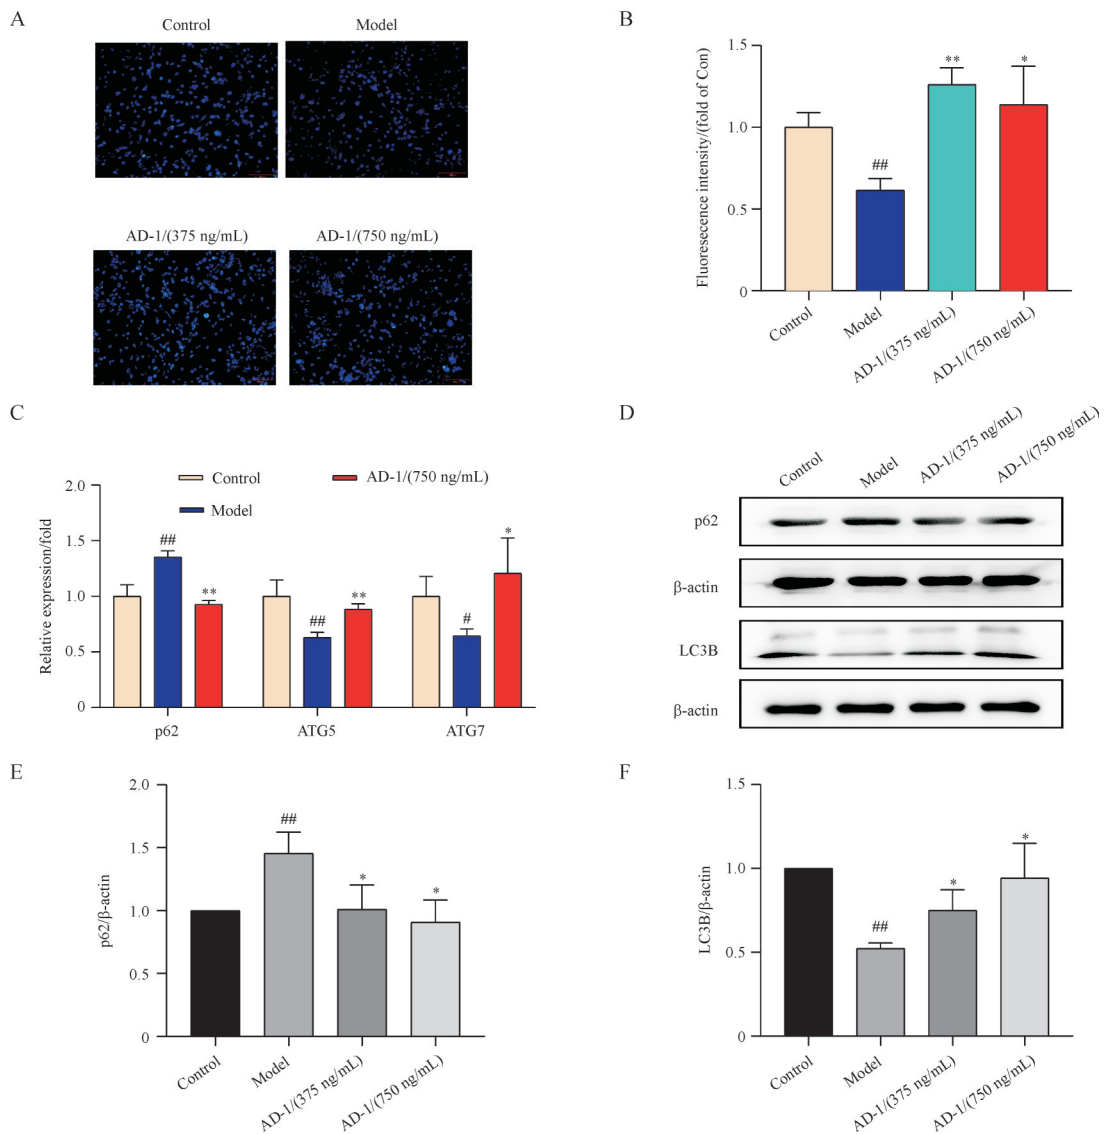 A
Control
Model
AD-1/(375 ng/mL)
AD-1/(750 ng/mL)
B
Fluoresecence intensity/(fold of Con)
1.5
1.0
0.5
0
##
**
*
Control
Model
AD-1/(375 ng/mL)
AD-1/(750 ng/mL)
C
Control
AD-1/(750 ng/mL)
Model
Relative expression/fold
2.0
1.5
1.0
0.5
0
##
**
##
**
#
*
p62
ATG5
ATG7
D
Control
Model
AD-1/(375 ng/mL)
AD-1/(750 ng/mL)
p62
β-actin
LC3B
β-actin
E
p62/β-actin
2.0
1.5
1.0
0.5
0
##
*
*
Control
Model
AD-1/(375 ng/mL)
AD-1/(750 ng/mL)
F
LC3B/β-actin
1.5
1.0
0.5
0
##
*
*
Control
Model
AD-1/(375 ng/mL)
AD-1/(750 ng/mL)